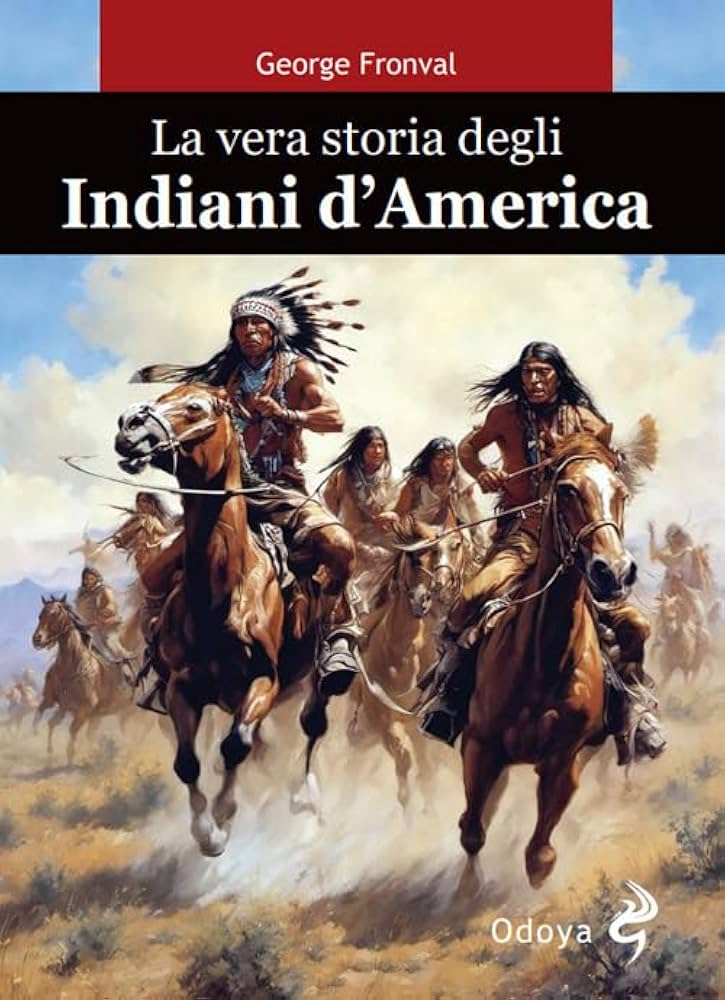 George Fronval
La vera storia degli
Indiani d'America
Odoya